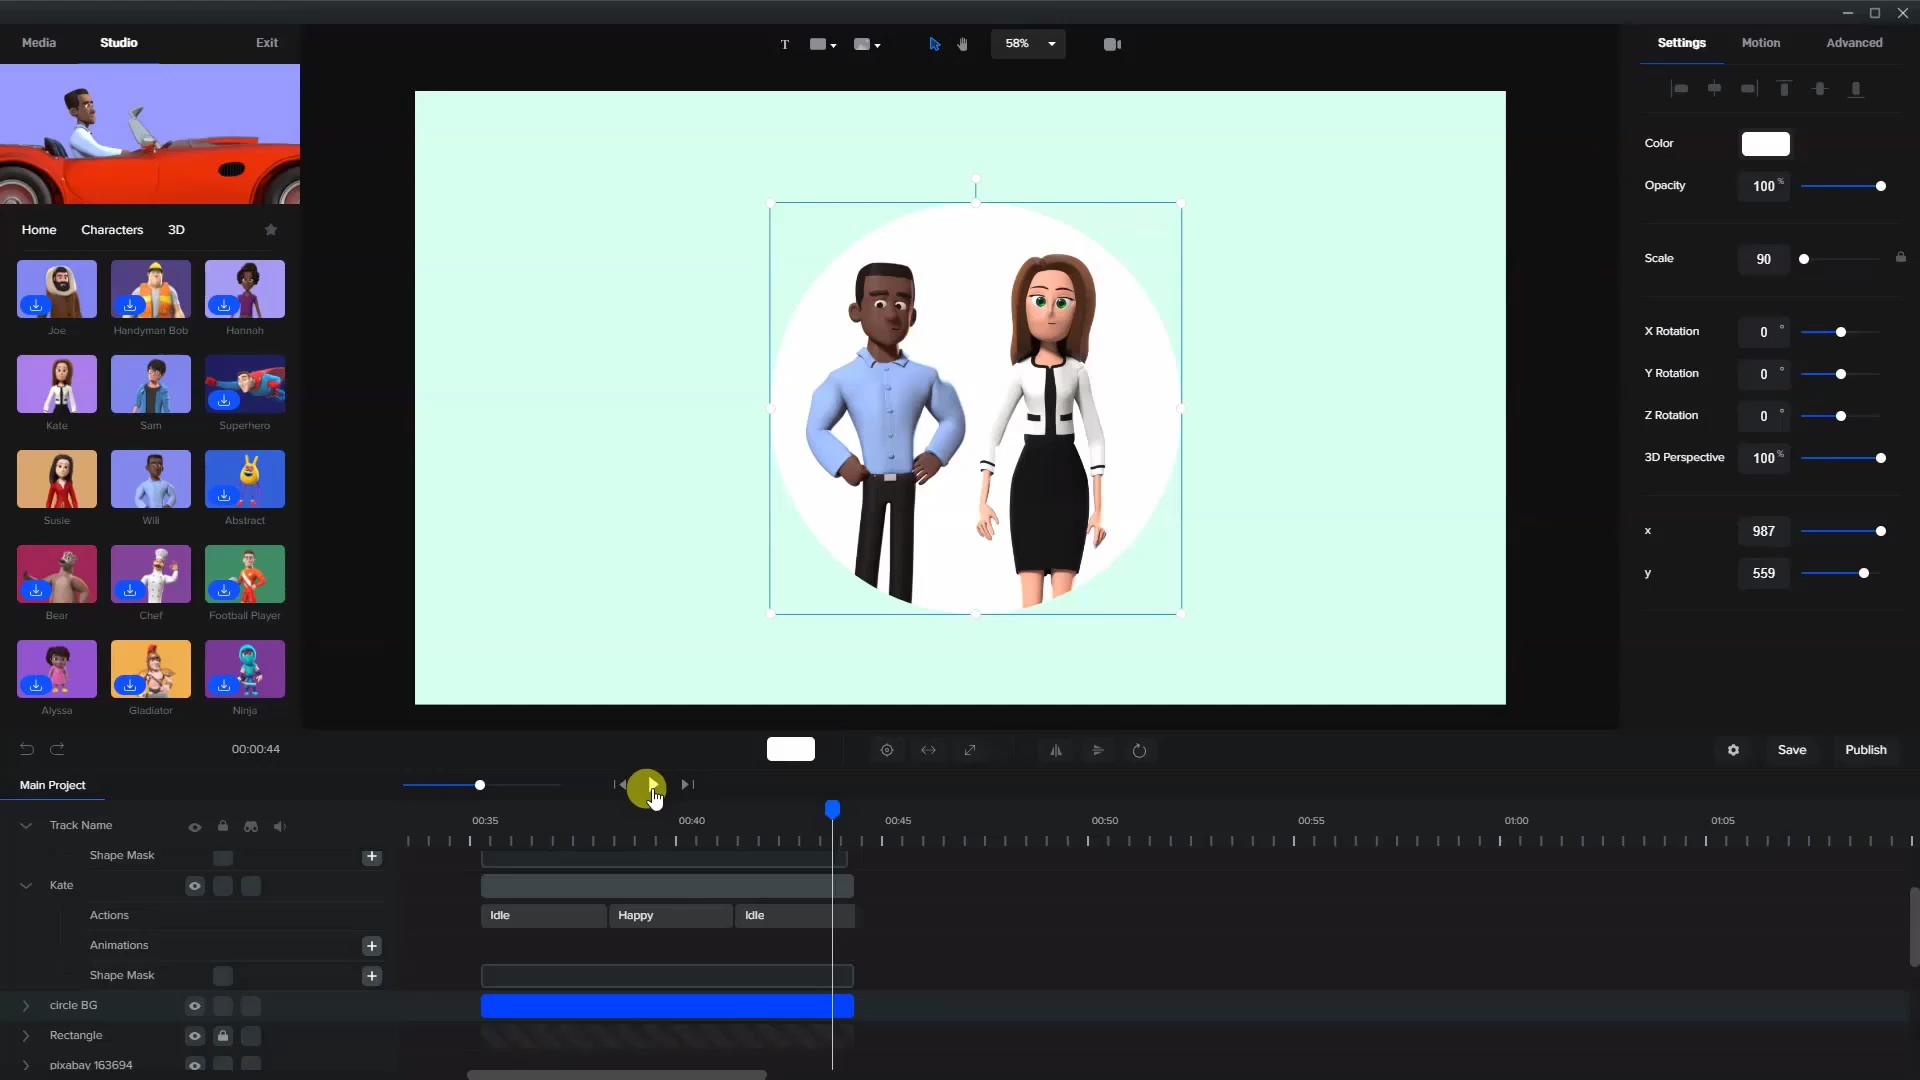 Media Studio Exit
T 58%
Settings Motion Advanced
Home Characters 3D
Joe Handyman Bob Hannah
Kate Sam Superhero
Susie Will Abstract
Bear Chef Football Player
Alyssa Gladiator Ninja
Color
Opacity 100 %
Scale 90
X Rotation 0 °
Y Rotation 0 °
Z Rotation 0 °
3D Perspective 100 %
x 987
y 559
00:00:44
Save Publish
Main Project
Track Name
00:35 00:40 00:45 00:50 00:55 01:00 01:05
Shape Mask +
Kate
Actions Idle Happy Idle
Animations +
Shape Mask +
circle BG
Rectangle
pixabay 163694